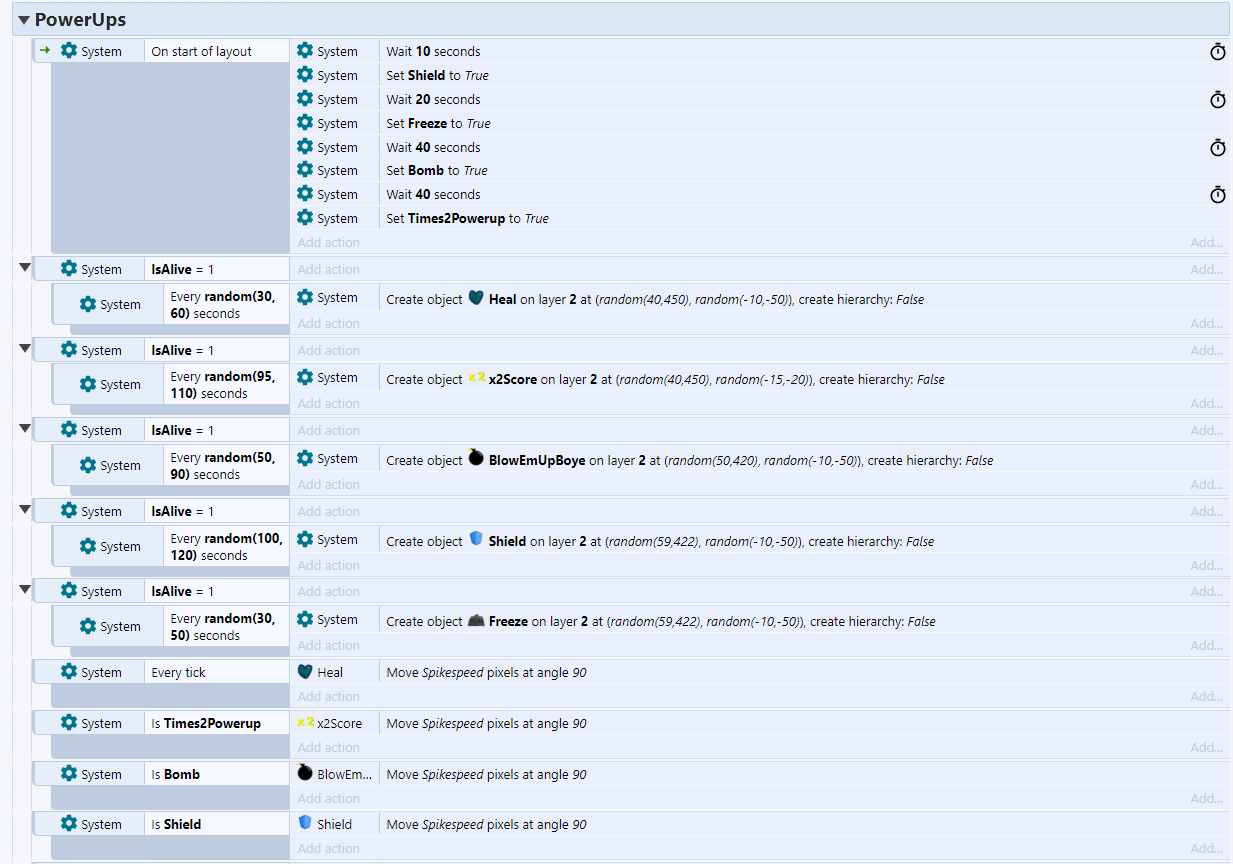 PowerUps
System On start of layout System Wait 10 seconds
System Set Shield to True
System Wait 20 seconds
System Set Freeze to True
System Wait 40 seconds
System Set Bomb to True
System Wait 40 seconds
System Set Times2Powerup to True
Add action Add...
System IsAlive = 1 Add action Add...
System Every random(30, 60) seconds System Create object Heal on layer 2 at (random(40,450), random(-10,-50)), create hierarchy: False
Add action Add...
System IsAlive = 1 Add action Add...
System Every random(95, 110) seconds System Create object x2 x2Score on layer 2 at (random(40,450), random(-15,-20)), create hierarchy: False
Add action Add...
System IsAlive = 1 Add action Add...
System Every random(50, 90) seconds System Create object BlowEmUpBoye on layer 2 at (random(50,420), random(-10,-50)), create hierarchy: False
Add action Add...
System IsAlive = 1 Add action Add...
System Every random(100, 120) seconds System Create object Shield on layer 2 at (random(59,422), random(-10,-50)), create hierarchy: False
Add action Add...
System IsAlive = 1 Add action Add...
System Every random(30, 50) seconds System Create object Freeze on layer 2 at (random(59,422), random(-10,-50)), create hierarchy: False
Add action Add...
System Every tick Heal Move Spikespeed pixels at angle 90
Add action Add...
System Is Times2Powerup x2 x2Score Move Spikespeed pixels at angle 90
Add action Add...
System Is Bomb BlowEm... Move Spikespeed pixels at angle 90
Add action Add...
System Is Shield Shield Move Spikespeed pixels at angle 90
Add action Add...